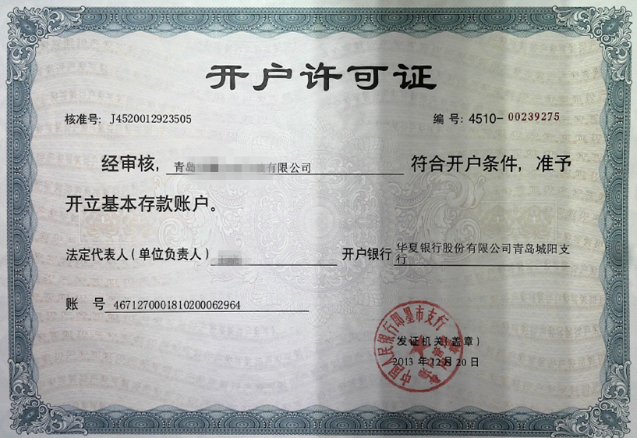 开户许可证
核准号: J4520012923505 编 号: 4510-00239275
经审核, 青岛 有限公司 符合开户条件, 准予
开立基本存款账户。
法定代表人(单位负责人) 开户银行 华夏银行股份有限公司青岛城阳支
行
账 号 4671270001810200062964
中国人民银行即墨市支行
发证机关(盖章)
2013 年 12 月 20 日